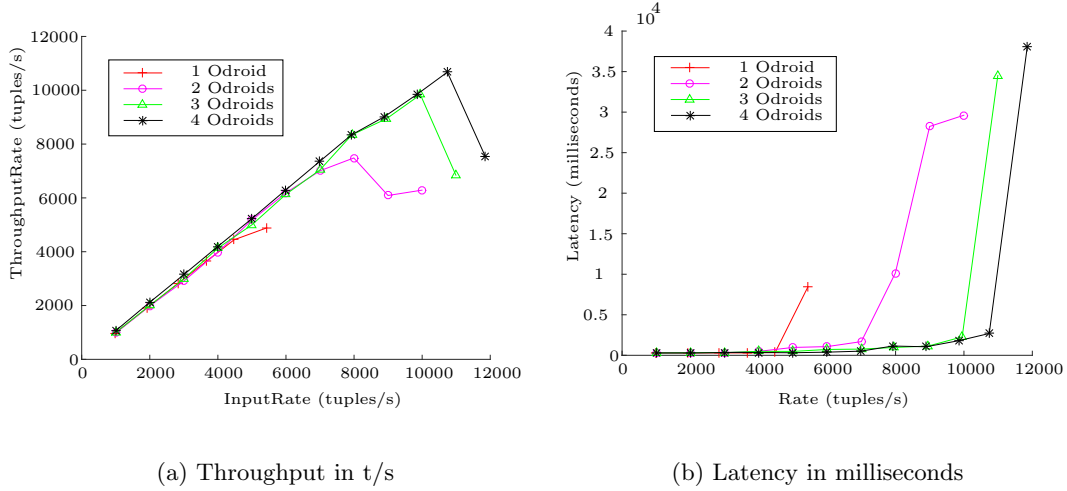 12000
10000
8000
6000
4000
2000
0
ThroughputRate (tuples/s)
1 Odroid
2 Odroids
3 Odroids
4 Odroids
0 2000 4000 6000 8000 10000 12000
InputRate (tuples/s)
(a) Throughput in t/s
10^4
4
3.5
3
2.5
2
1.5
1
0.5
0
Latency (milliseconds)
1 Odroid
2 Odroids
3 Odroids
4 Odroids
0 2000 4000 6000 8000 10000 12000
Rate (tuples/s)
(b) Latency in milliseconds